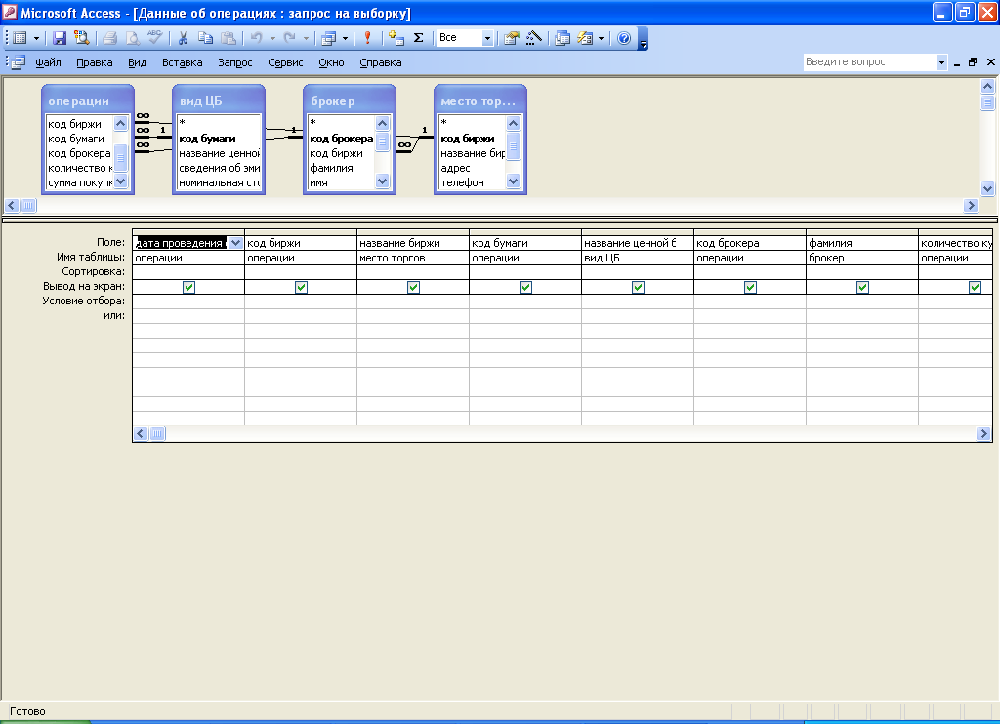 Microsoft Access - [Данные об операциях : запрос на выборку]
Все
Файл Правка Вид Вставка Запрос Сервис Окно Справка
Введите вопрос
операции
код биржи
код бумаги
код брокера
количество к
сумма покупк
вид ЦБ
*
код бумаги
название ценной
сведения об эми
номинальная сто
брокер
*
код брокера
код биржи
фамилия
имя
место тор...
*
код биржи
название бир
адрес
телефон
∞ ∞ 1 ∞
1
∞ 1
Поле: дата проведения код биржи название биржи код бумаги название ценной б код брокера фамилия количество ку
Имя таблицы: операции операции место торгов операции вид ЦБ операции брокер операции
Сортировка:
Вывод на экран:
Условие отбора:
или:
Готово